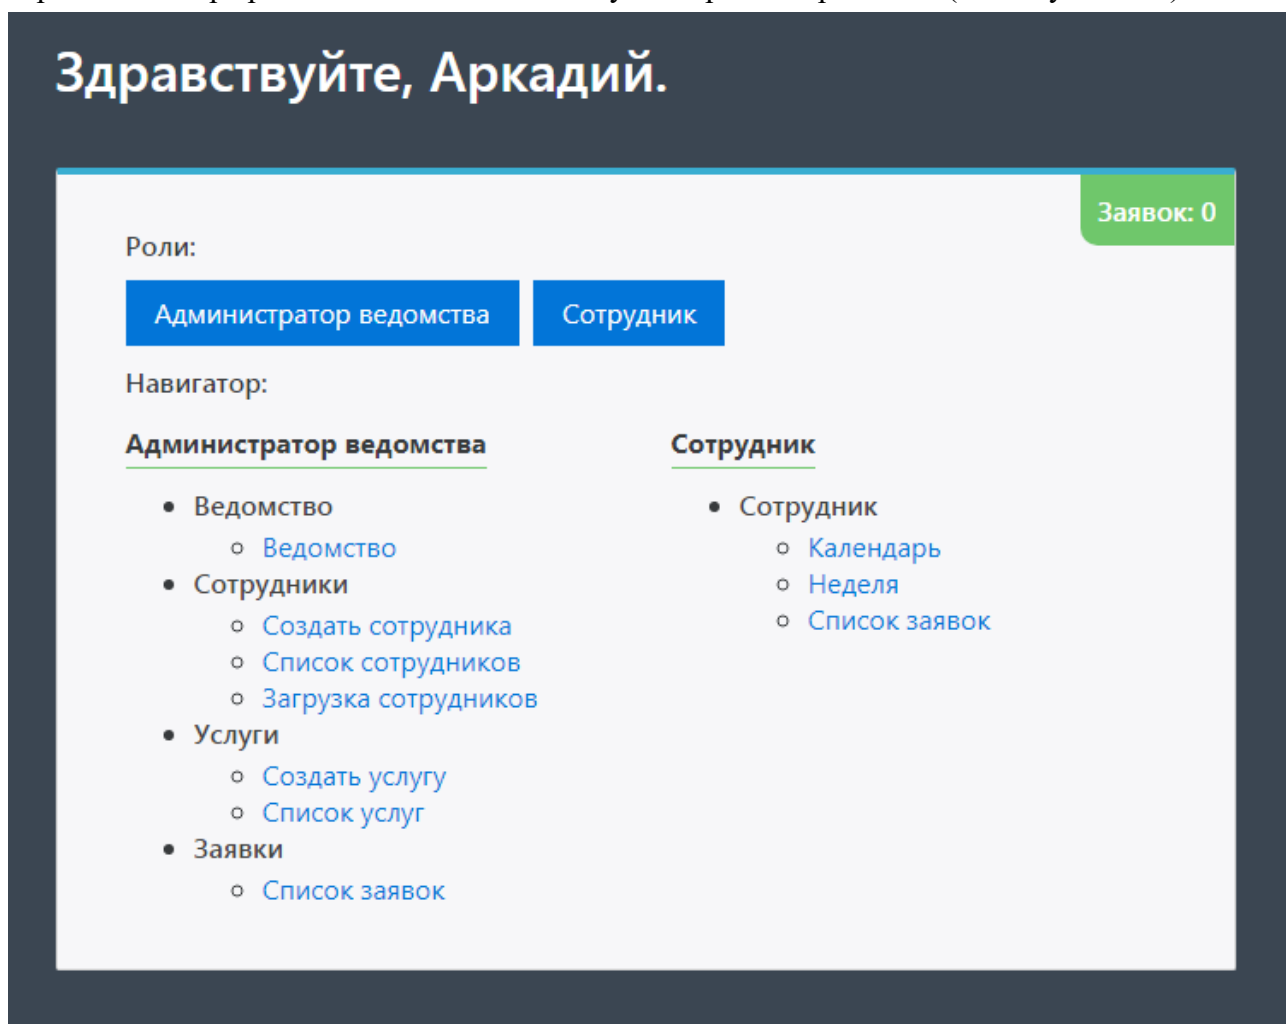 Здравствуйте, Аркадий.
Заявок: 0
Роли:
Администратор ведомства Сотрудник
Навигатор:
Администратор ведомства
Ведомство
Ведомство
Сотрудники
Создать сотрудника
Список сотрудников
Загрузка сотрудников
Услуги
Создать услугу
Список услуг
Заявки
Список заявок
Сотрудник
Сотрудник
Календарь
Неделя
Список заявок